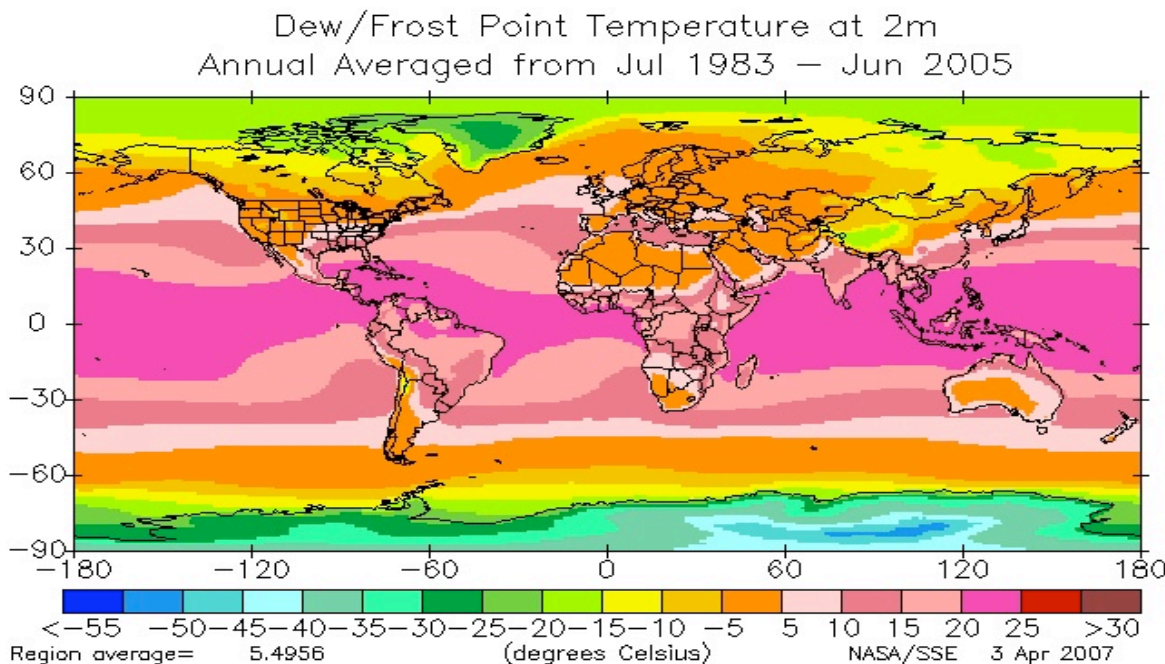 Dew/Frost Point Temperature at 2m
Annual Averaged from Jul 1983 – Jun 2005
90
60
30
0
−30
−60
−90
−180 −120 −60 0 60 120 180
<−55 −50−45−40−35−30−25−20−15−10 −5 5 10 15 20 25 >30
Region average= 5.4956 (degrees Celsius) NASA/SSE 3 Apr 2007